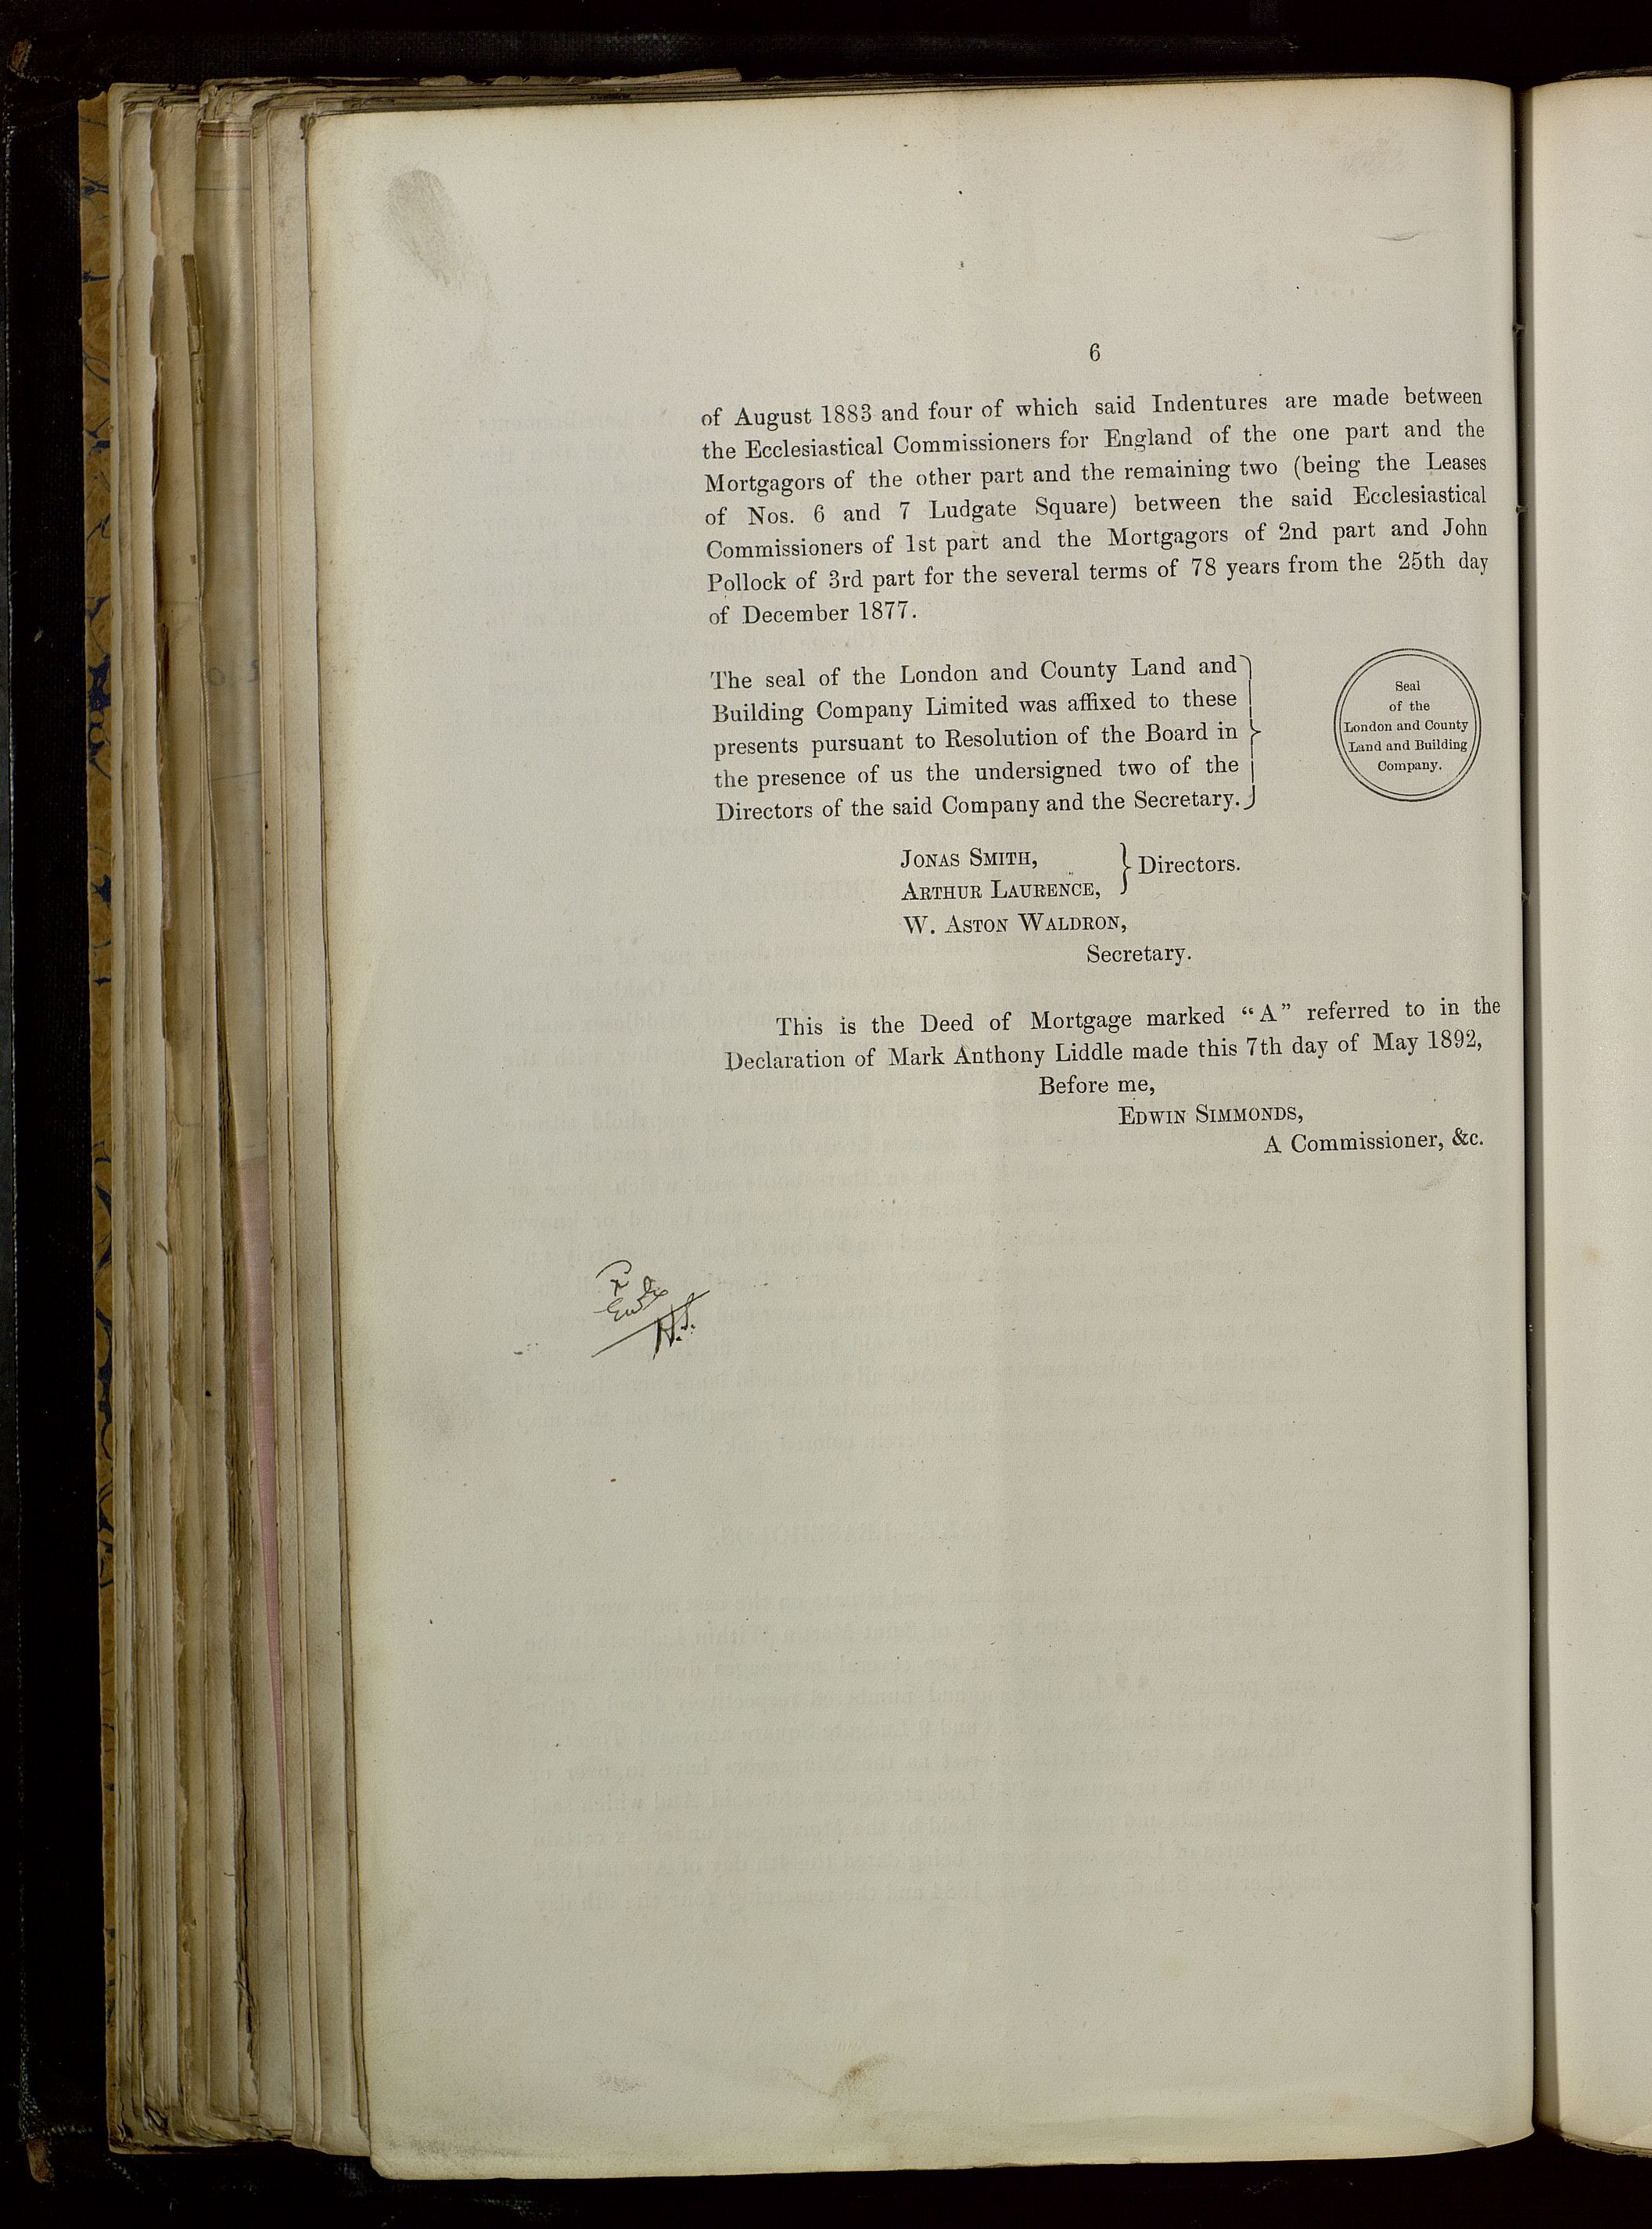 6
of August 1883 and four of which said Indentures are made between
the Ecclesiastical Commissioners for England of the one part and the
Mortgagors of the other part and the remaining two (being the Leases
of Nos. 6 and 7 Ludgate Square) between the said Ecclesiastical
Commissioners of 1st part and the Mortgagors of 2nd part and John
Pollock of 3rd part for the several terms of 78 years from the 25th day
of December 1877.
The seal of the London and County Land and
Building Company Limited was affixed to these
presents pursuant to Resolution of the Board in
the presence of us the undersigned two of the
Directors of the said Company and the Secretary.
Seal
of the
London and County
Land and Building
Company.
JONAS SMITH,
ARTHUR LAURENCE,
Directors.
W. ASTON WALDRON,
Secretary.
This is the Deed of Mortgage marked “A” referred to in the
Declaration of Mark Anthony Liddle made this 7th day of May 1892,
Before me,
EDWIN SIMMONDS,
A Commissioner, &c.